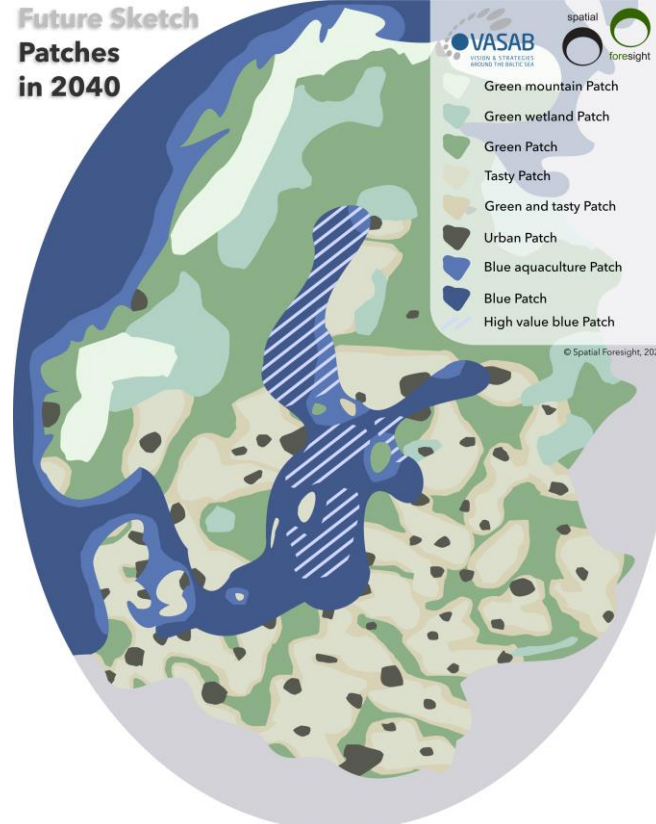 Future Sketch
Patches
in 2040
VASAB
VISION & STRATEGIES
AROUND THE BALTIC SEA
spatial
foresight
Green mountain Patch
Green wetland Patch
Green Patch
Tasty Patch
Green and tasty Patch
Urban Patch
Blue aquaculture Patch
Blue Patch
High value blue Patch
© Spatial Foresight, 202